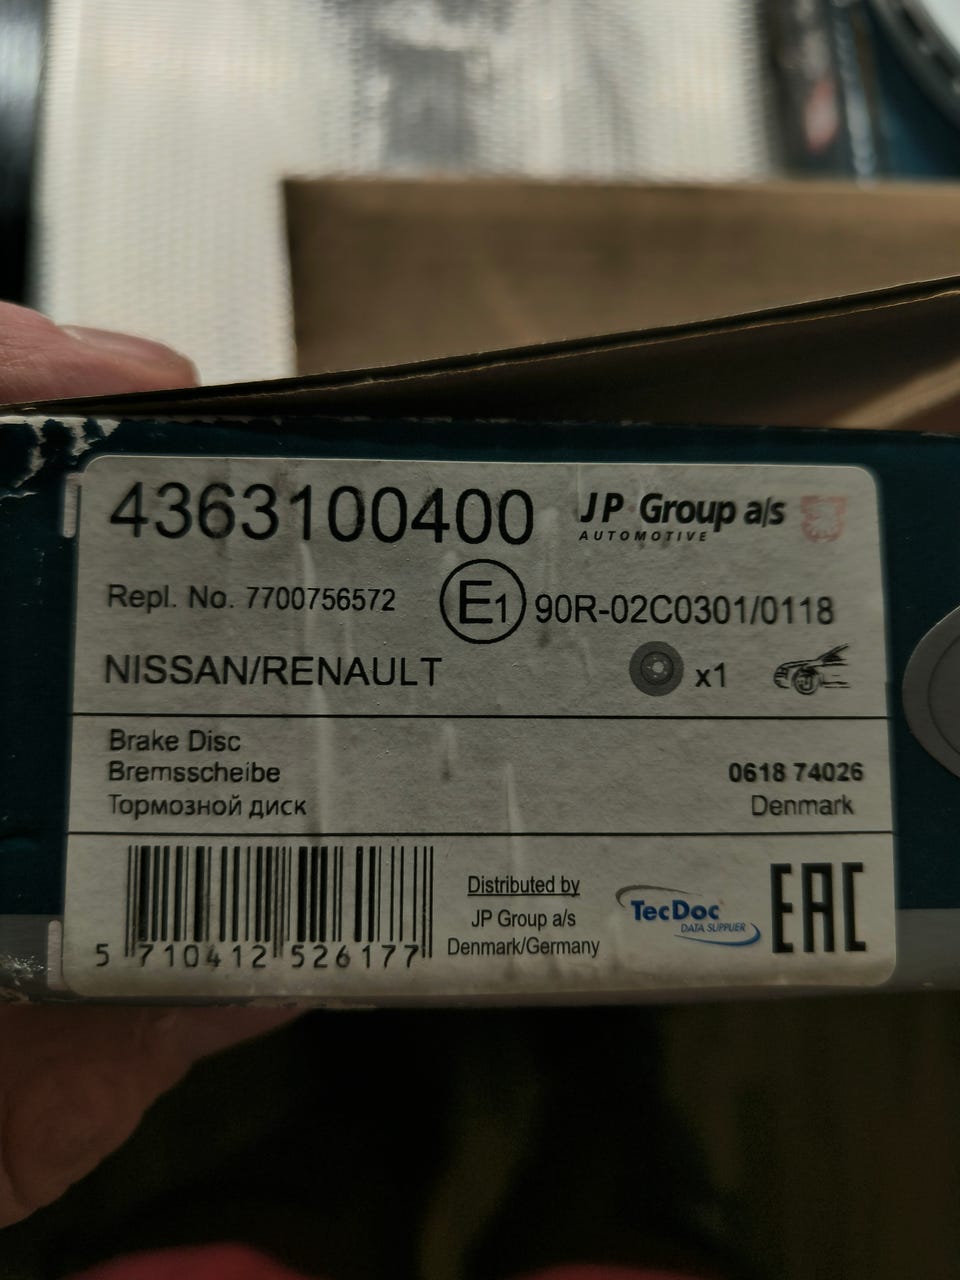 4363100400
JP Group a/s
AUTOMOTIVE
Repl. No. 7700756572
E1 90R-02C0301/0118
NISSAN/RENAULT
x1
Brake Disc
Bremsscheibe
0618 74026
Тормозной диск
Denmark
Distributed by
JP Group a/s
Denmark/Germany
TecDoc
DATA SUPPLIER
EAC
5 710412 526177